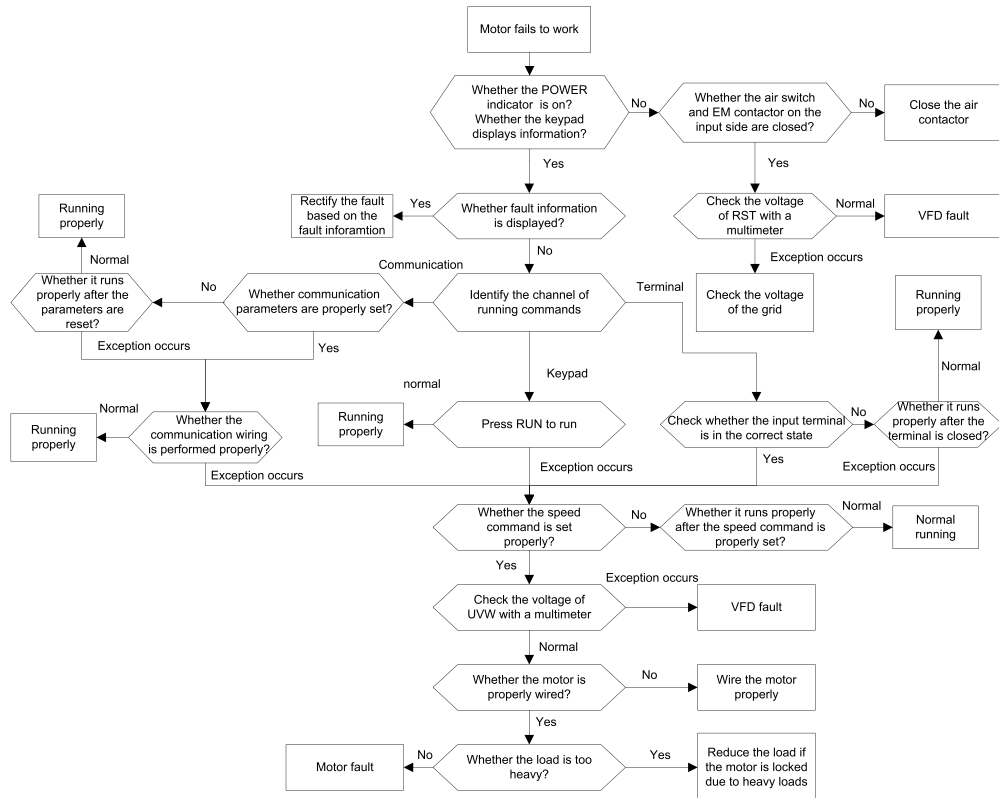 Motor fails to work
Whether the POWER
indicator is on?
Whether the keypad
displays information?
No
Whether the air switch
and EM contactor on the
input side are closed?
No
Close the air
contactor
Yes
Yes
Rectify the fault
based on the
fault inforamtion
Yes
Whether fault information
is displayed?
Check the voltage
of RST with a
multimeter
Normal
VFD fault
Running
properly
Normal
No
Exception occurs
Communication
Whether it runs
properly after the
parameters are
reset?
No
Whether communication
parameters are properly set?
Identify the channel of
running commands
Terminal
Check the voltage
of the grid
Running
properly
Exception occurs
Yes
Keypad
Normal
normal
Normal
Running
properly
Whether the
communication wiring
is performed properly?
Running
properly
Press RUN to run
Check whether the input terminal
is in the correct state
No
Whether it runs
properly after the
terminal is closed?
Exception occurs
Exception occurs
Yes
Exception occurs
Whether the speed
command is set
properly?
No
Whether it runs properly
after the speed command is
properly set?
Normal
Normal
running
Yes
Exception occurs
Check the voltage of
UVW with a multimeter
VFD fault
Normal
Whether the motor is
properly wired?
No
Wire the motor
properly
Yes
Motor fault
No
Whether the load is too
heavy?
Yes
Reduce the load if
the motor is locked
due to heavy loads